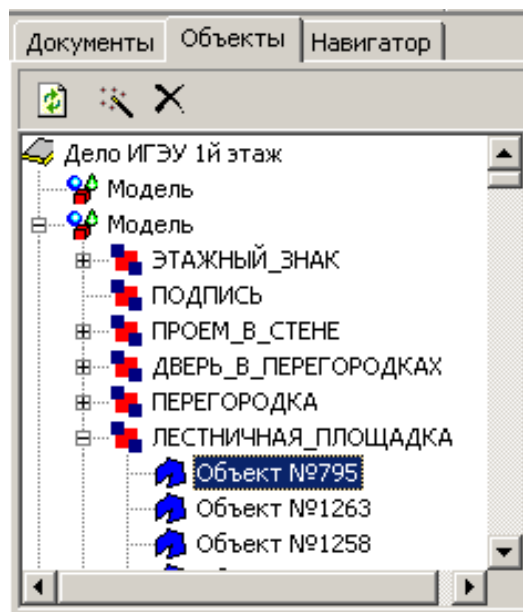 Документы Объекты Навигатор
Дело ИГЭУ 1й этаж
Модель
Модель
ЭТАЖНЫЙ_ЗНАК
ПОДПИСЬ
ПРОЕМ_В_СТЕНЕ
ДВЕРЬ_В_ПЕРЕГОРОДКАХ
ПЕРЕГОРОДКА
ЛЕСТНИЧНАЯ_ПЛОЩАДКА
Объект №795
Объект №1263
Объект №1258